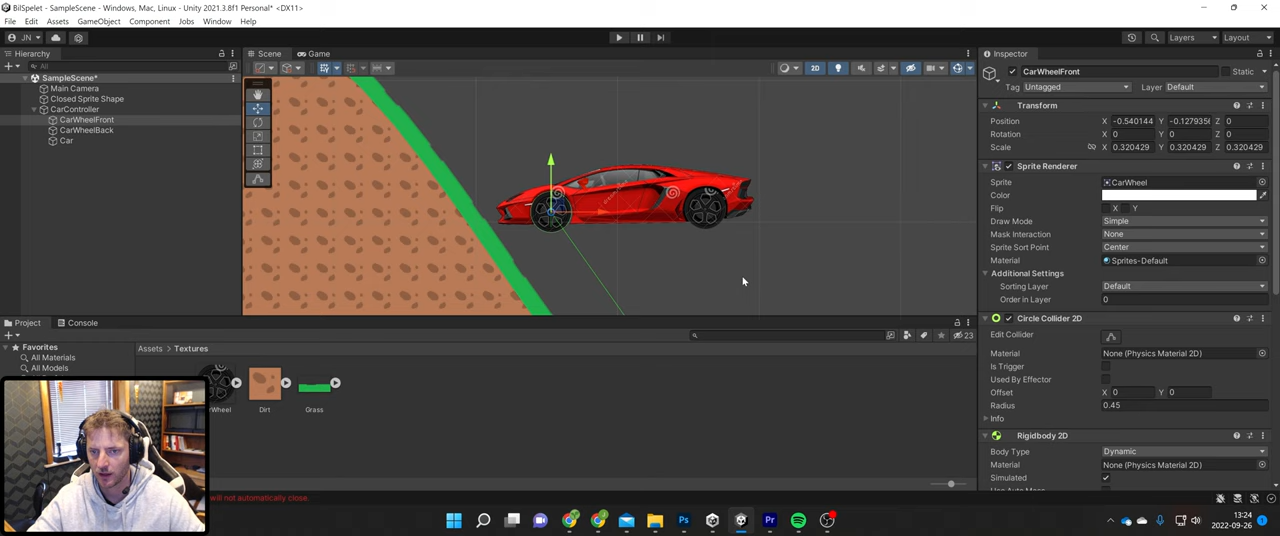 BilSpelet - SampleScene - Windows, Mac, Linux - Unity 2021.3.8f1 Personal* <DX11>
File Edit Assets GameObject Component Jobs Window Help
JN
Layers Layout
Hierarchy
All
SampleScene*
Main Camera
Closed Sprite Shape
CarController
CarWheelFront
CarWheelBack
Car
Scene Game
2D
Inspector
CarWheelFront Static
Tag Untagged Layer Default
Transform
Position X -0.540144 Y -0.1279356 Z 0
Rotation X 0 Y 0 Z 0
Scale X 0.320429 Y 0.320429 Z 0.320429
Sprite Renderer
Sprite CarWheel
Color
Flip X Y
Draw Mode Simple
Mask Interaction None
Sprite Sort Point Center
Material Sprites-Default
Additional Settings
Sorting Layer Default
Order in Layer 0
Circle Collider 2D
Edit Collider
Material None (Physics Material 2D)
Is Trigger
Used By Effector
Offset X 0 Y 0
Radius 0.45
Info
Rigidbody 2D
Body Type Dynamic
Material None (Physics Material 2D)
Simulated
Project Console
23
Favorites
All Materials
All Models
Assets > Textures
Wheel Dirt Grass
will not automatically close.
13:24
2022-09-26